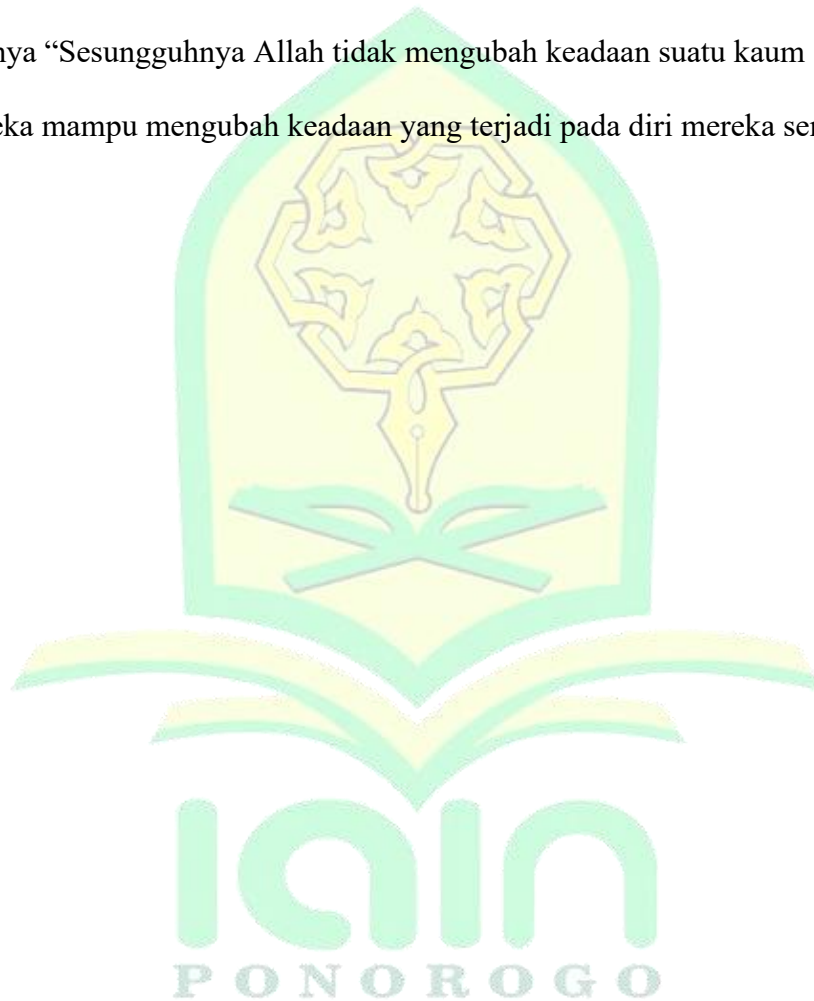 nya “Sesungguhnya Allah tidak mengubah keadaan suatu kaum
eka mampu mengubah keadaan yang terjadi pada diri mereka sen
iain
PONOROGO